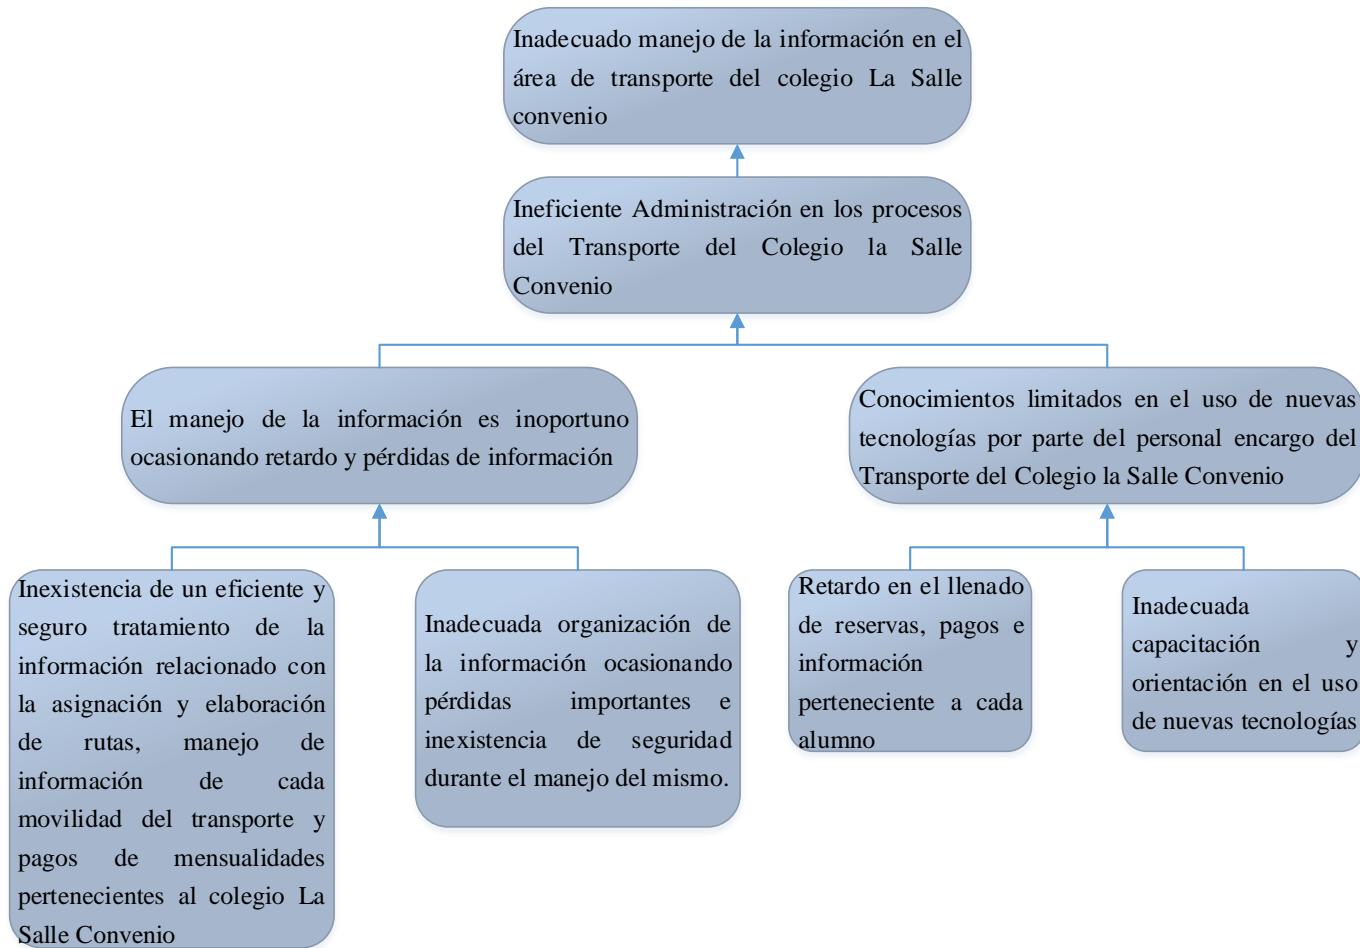 Inadecuado manejo de la información en el
área de transporte del colegio La Salle
convenio
Ineficiente Administración en los procesos
del Transporte del Colegio la Salle
Convenio
El manejo de la información es inoportuno
ocasionando retardo y pérdidas de información
Conocimientos limitados en el uso de nuevas
tecnologías por parte del personal encargo del
Transporte del Colegio la Salle Convenio
Inexistencia de un eficiente y
seguro tratamiento de la
información relacionado con
la asignación y elaboración
de rutas, manejo de
información de cada
movilidad del transporte y
pagos de mensualidades
pertenecientes al colegio La
Salle Convenio
Inadecuada organización de
la información ocasionando
pérdidas importantes e
inexistencia de seguridad
durante el manejo del mismo.
Retardo en el llenado
de reservas, pagos e
información
perteneciente a cada
alumno
Inadecuada
capacitación y
orientación en el uso
de nuevas tecnologías